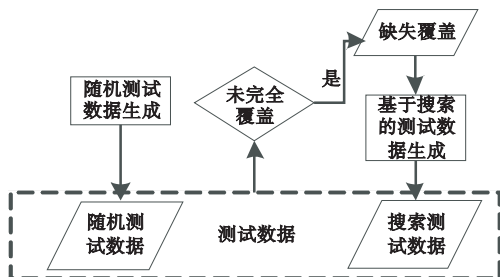 随机测试
数据生成
未完全
覆盖
是
缺失覆盖
基于搜索
的测试数
据生成
随机测
试数据
测试数据
搜索测
试数据